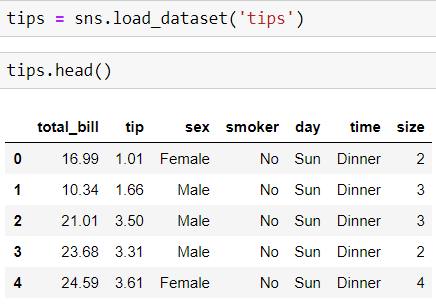 tips = sns.load_dataset('tips')
tips.head()
total_bill tip sex smoker day time size
0 16.99 1.01 Female No Sun Dinner 2
1 10.34 1.66 Male No Sun Dinner 3
2 21.01 3.50 Male No Sun Dinner 3
3 23.68 3.31 Male No Sun Dinner 2
4 24.59 3.61 Female No Sun Dinner 4